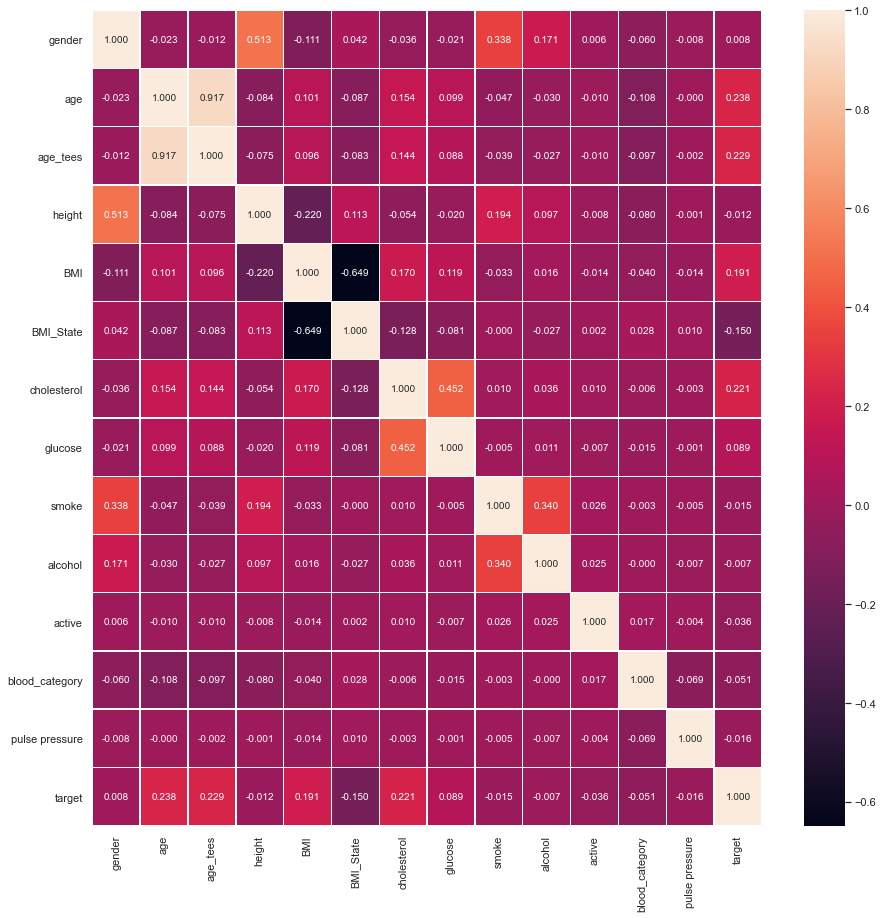 gender 1.000 -0.023 -0.012 0.513 -0.111 0.042 -0.036 -0.021 0.338 0.171 0.006 -0.060 -0.008 0.008
age -0.023 1.000 0.917 -0.084 0.101 -0.087 0.154 0.099 -0.047 -0.030 -0.010 -0.108 -0.000 0.238
age_tees -0.012 0.917 1.000 -0.075 0.096 -0.083 0.144 0.088 -0.039 -0.027 -0.010 -0.097 -0.002 0.229
height 0.513 -0.084 -0.075 1.000 -0.220 0.113 -0.054 -0.020 0.194 0.097 -0.008 -0.080 -0.001 -0.012
BMI -0.111 0.101 0.096 -0.220 1.000 -0.649 0.170 0.119 -0.033 0.016 -0.014 -0.040 -0.014 0.191
BMI_State 0.042 -0.087 -0.083 0.113 -0.649 1.000 -0.128 -0.081 -0.000 -0.027 0.002 0.028 0.010 -0.150
cholesterol -0.036 0.154 0.144 -0.054 0.170 -0.128 1.000 0.452 0.010 0.036 0.010 -0.006 -0.003 0.221
glucose -0.021 0.099 0.088 -0.020 0.119 -0.081 0.452 1.000 -0.005 0.011 -0.007 -0.015 -0.001 0.089
smoke 0.338 -0.047 -0.039 0.194 -0.033 -0.000 0.010 -0.005 1.000 0.340 0.026 -0.003 -0.005 -0.015
alcohol 0.171 -0.030 -0.027 0.097 0.016 -0.027 0.036 0.011 0.340 1.000 0.025 -0.000 -0.007 -0.007
active 0.006 -0.010 -0.010 -0.008 -0.014 0.002 0.010 -0.007 0.026 0.025 1.000 0.017 -0.004 -0.036
blood_category -0.060 -0.108 -0.097 -0.080 -0.040 0.028 -0.006 -0.015 -0.003 -0.000 0.017 1.000 -0.069 -0.051
pulse pressure -0.008 -0.000 -0.002 -0.001 -0.014 0.010 -0.003 -0.001 -0.005 -0.007 -0.004 -0.069 1.000 -0.016
target 0.008 0.238 0.229 -0.012 0.191 -0.150 0.221 0.089 -0.015 -0.007 -0.036 -0.051 -0.016 1.000
gender age age_tees height BMI BMI_State cholesterol glucose smoke alcohol active blood_category pulse pressure target
1.0
0.8
0.6
0.4
0.2
0.0
−0.2
−0.4
−0.6